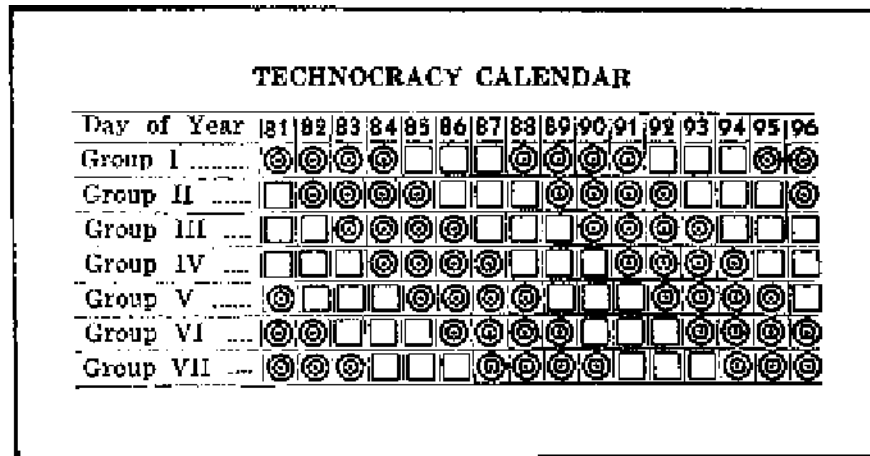 TECHNOCRACY CALENDAR
Day of Year 81 82 83 84 85 86 87 88 89 90 91 92 93 94 95 96
Group I ........
Group II ......
Group III ....
Group IV .....
Group V .......
Group VI ....
Group VII ....